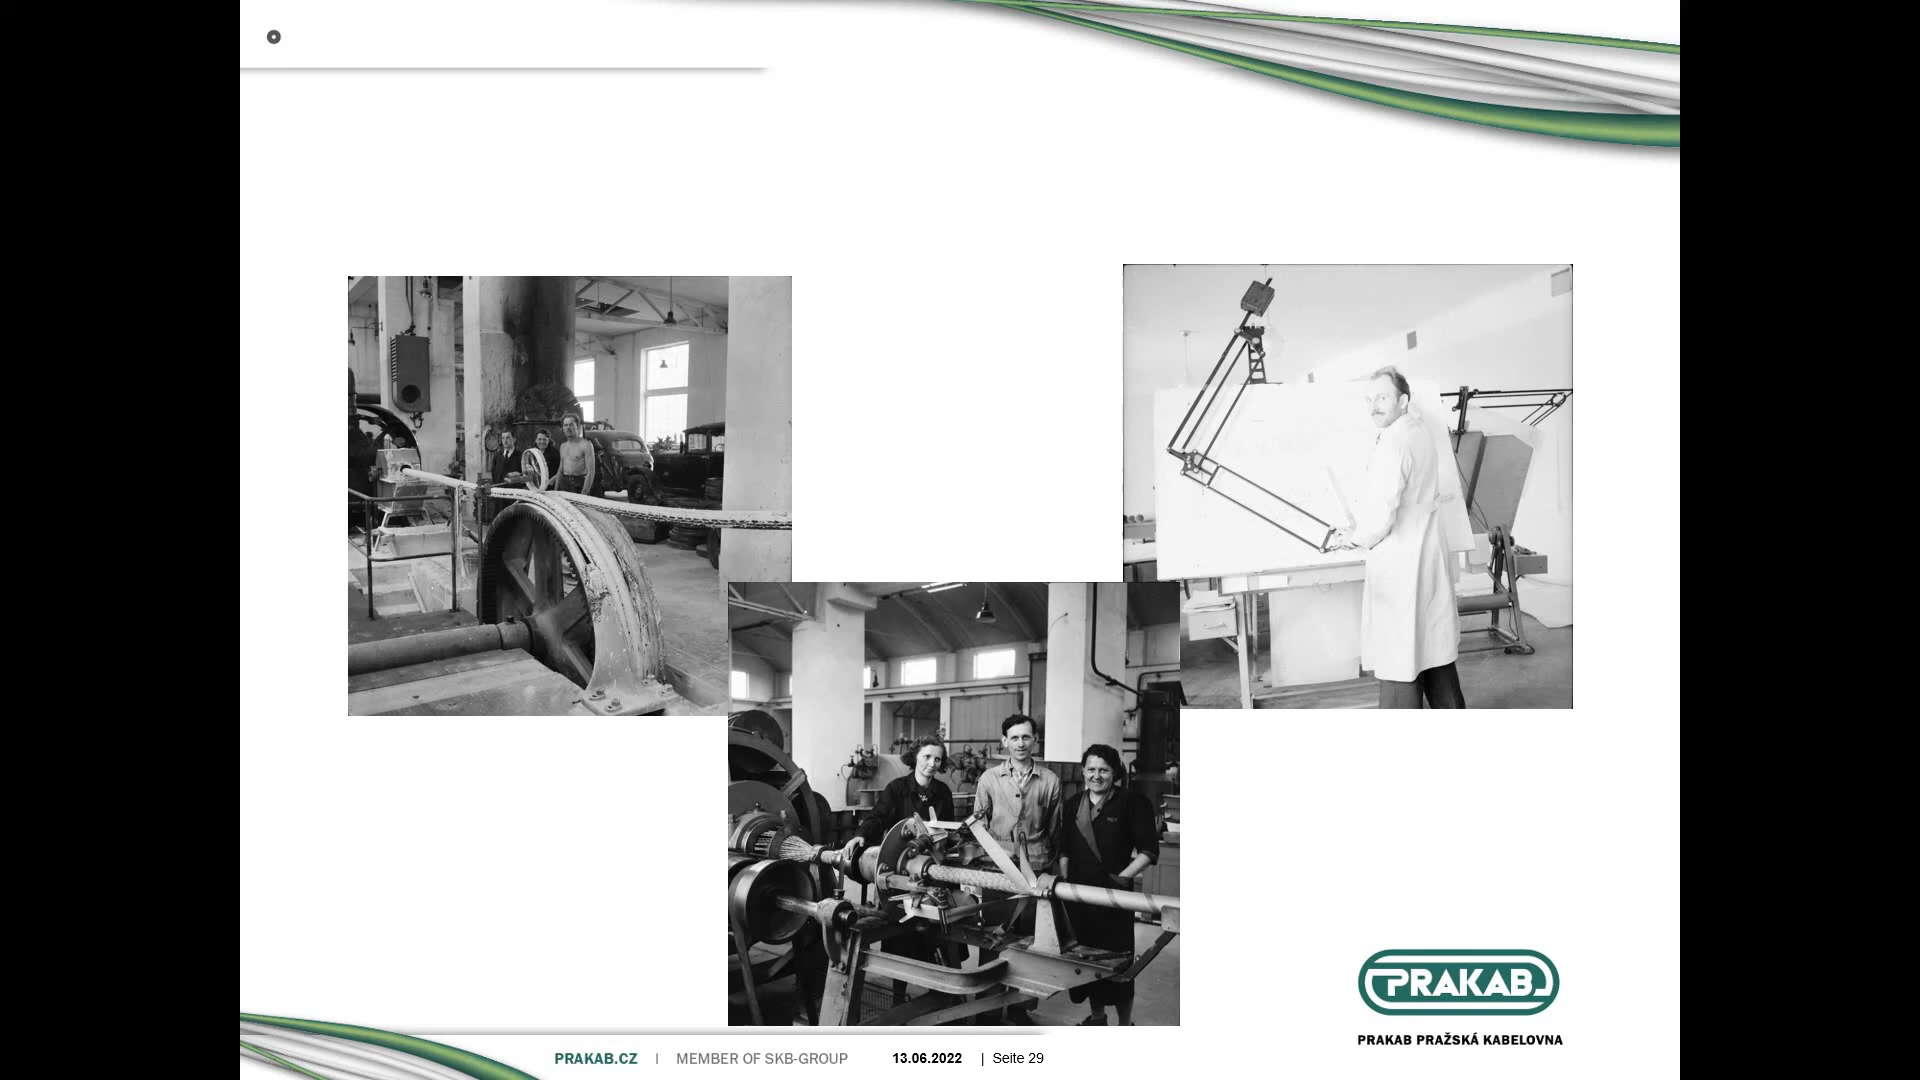 PRAKAB
PRAKAB PRAŽSKÁ KABELOVNA
PRAKAB.CZ | MEMBER OF SKB-GROUP 13.06.2022 | Seite 29